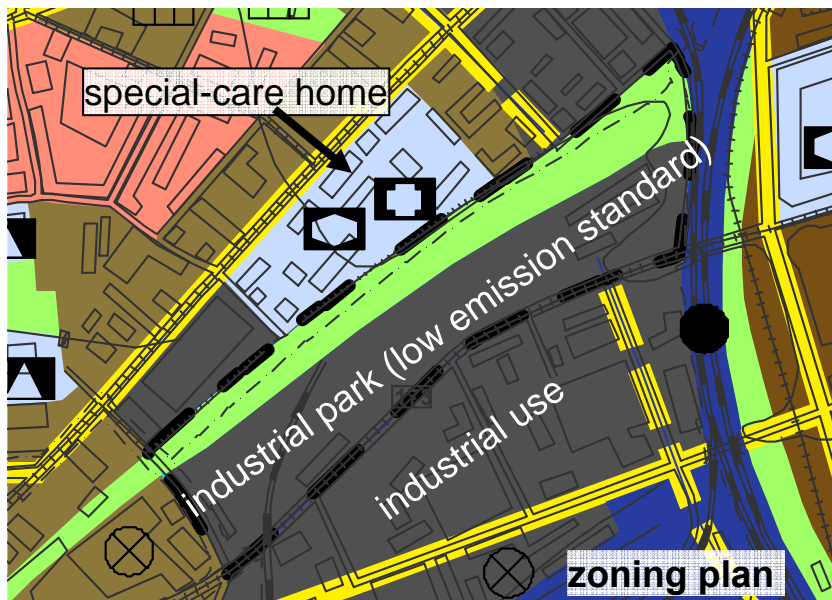 special-care home
industrial park (low emission standard)
industrial use
zoning plan